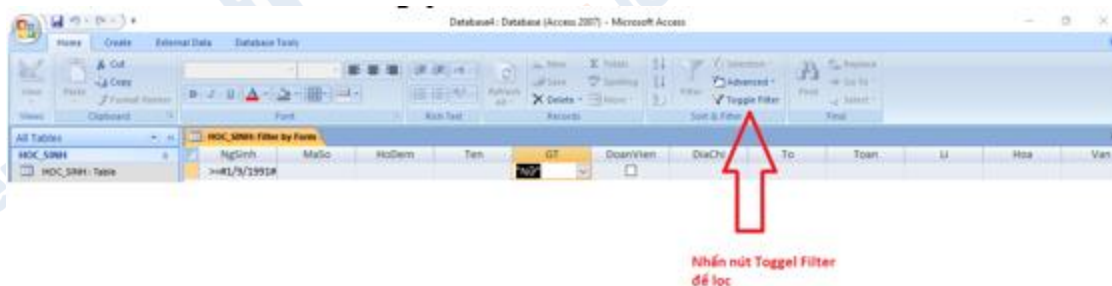 Database4 : Database (Access 2007) - Microsoft Access
Home Create External Data Database Tools
Cut Copy Format Painter Paste View
New Totals Save Spelling Delete More Refresh All
Filter Selection Advanced Toggle Filter
Find Replace Go To Select
Views Clipboard Font Rich Text Records Sort & Filter Find
All Tables HOC_SINH: Filter by Form
HOC_SINH NgSinh MaSo HoDem Ten GT DoanVien DiaChi To Toan Li Hoa Van
HOC_SINH : Table >=#1/9/1991# "Nữ"
Nhấn nút Toggel Filter
để lọc